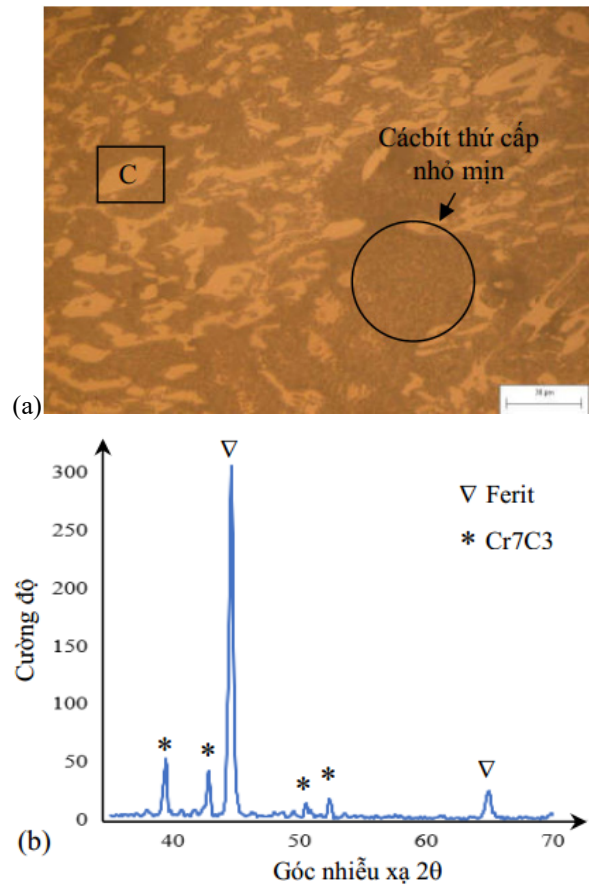 Cácbít thứ cấp
nhỏ mịn
C
(a)
∇
300
∇ Ferit
250
* Cr7C3
200
Cường độ
150
100
50
* * * * ∇
0
(b)
40 50 60 70
Góc nhiễu xạ 2θ